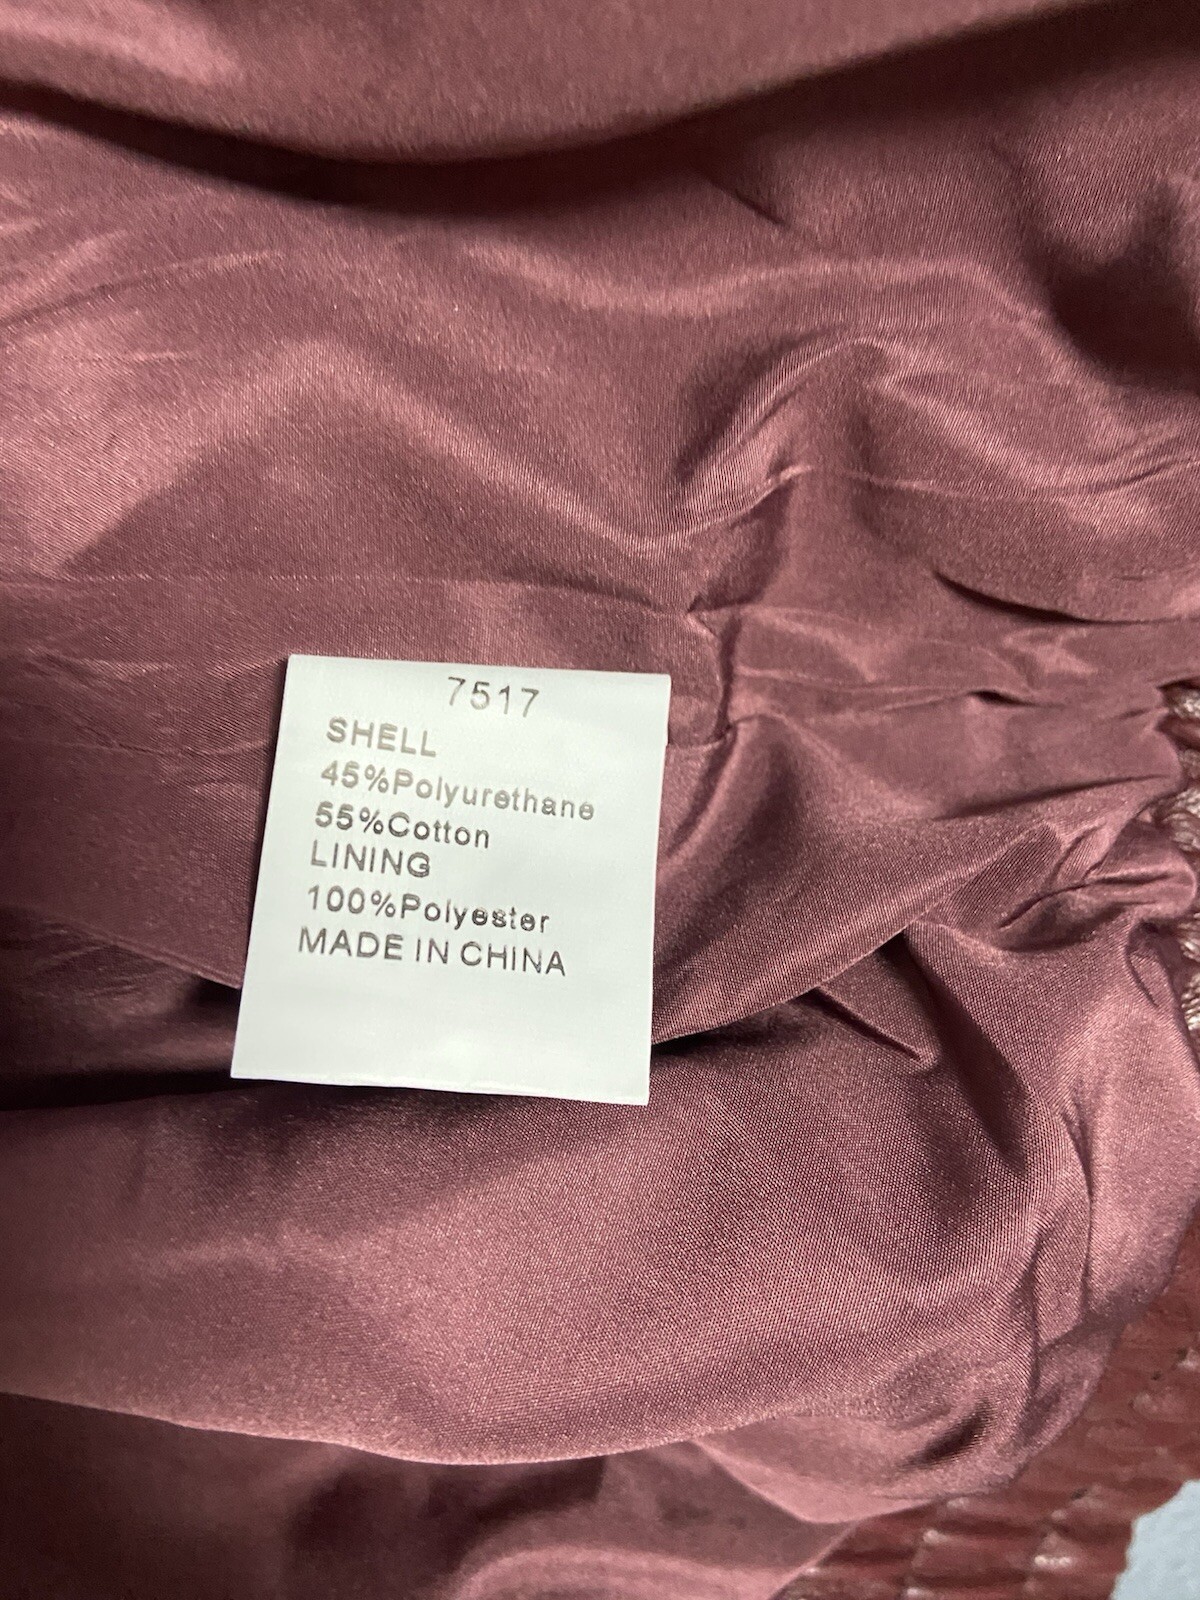 7517
SHELL
45%Polyurethane
55%Cotton
LINING
100%Polyester
MADE IN CHINA